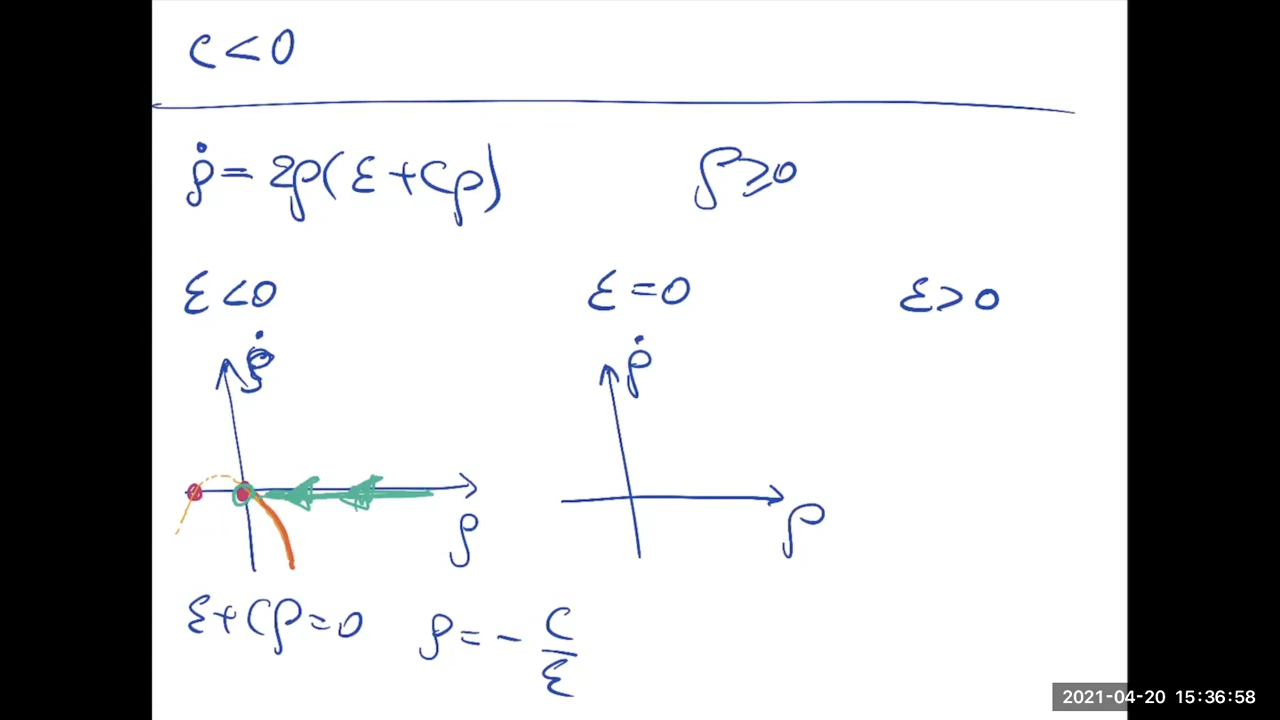 C < 0
ρ̇ = 2ρ(ε + Cρ) ρ ≥ 0
ε < 0 ε = 0 ε > 0
ρ̇ ρ̇
ρ ρ
ε + Cρ = 0 ρ = - C/ε
2021-04-20 15:36:58